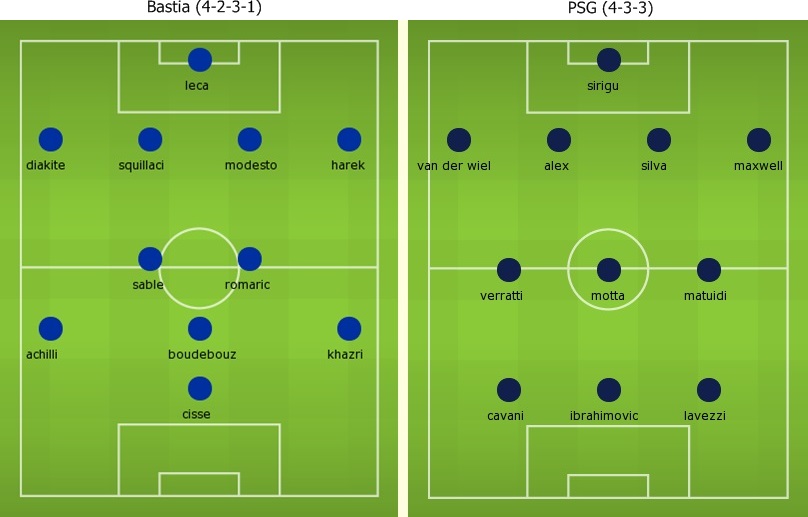 Bastia (4-2-3-1)
leca
diakite squillaci modesto harek
sable romaric
achilli boudebouz khazri
cisse
PSG (4-3-3)
sirigu
van der wiel alex silva maxwell
verratti motta matuidi
cavani ibrahimovic lavezzi